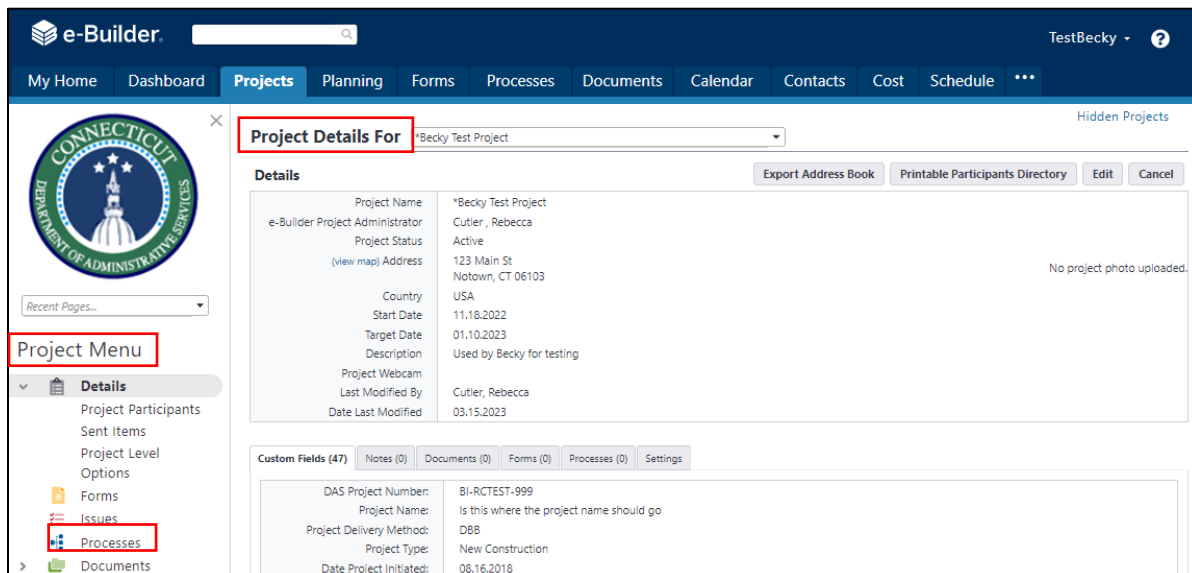 e-Builder.
TestBecky
?
My Home Dashboard Projects Planning Forms Processes Documents Calendar Contacts Cost Schedule •••
Hidden Projects
CONNECTICUT
DEPARTMENT OF ADMINISTRATIVE SERVICES
Recent Pages...
Project Menu
Details
Project Participants
Sent Items
Project Level
Options
Forms
Issues
Processes
Documents
Project Details For *Becky Test Project
Details Export Address Book Printable Participants Directory Edit Cancel
Project Name *Becky Test Project
e-Builder Project Administrator Cutler , Rebecca
Project Status Active
(view map) Address 123 Main St
Notown, CT 06103
No project photo uploaded.
Country USA
Start Date 11.18.2022
Target Date 01.10.2023
Description Used by Becky for testing
Project Webcam
Last Modified By Cutler, Rebecca
Date Last Modified 03.15.2023
Custom Fields (47) Notes (0) Documents (0) Forms (0) Processes (0) Settings
DAS Project Number: BI-RCTEST-999
Project Name: Is this where the project name should go
Project Delivery Method: DBB
Project Type: New Construction
Date Project Initiated: 08.16.2018